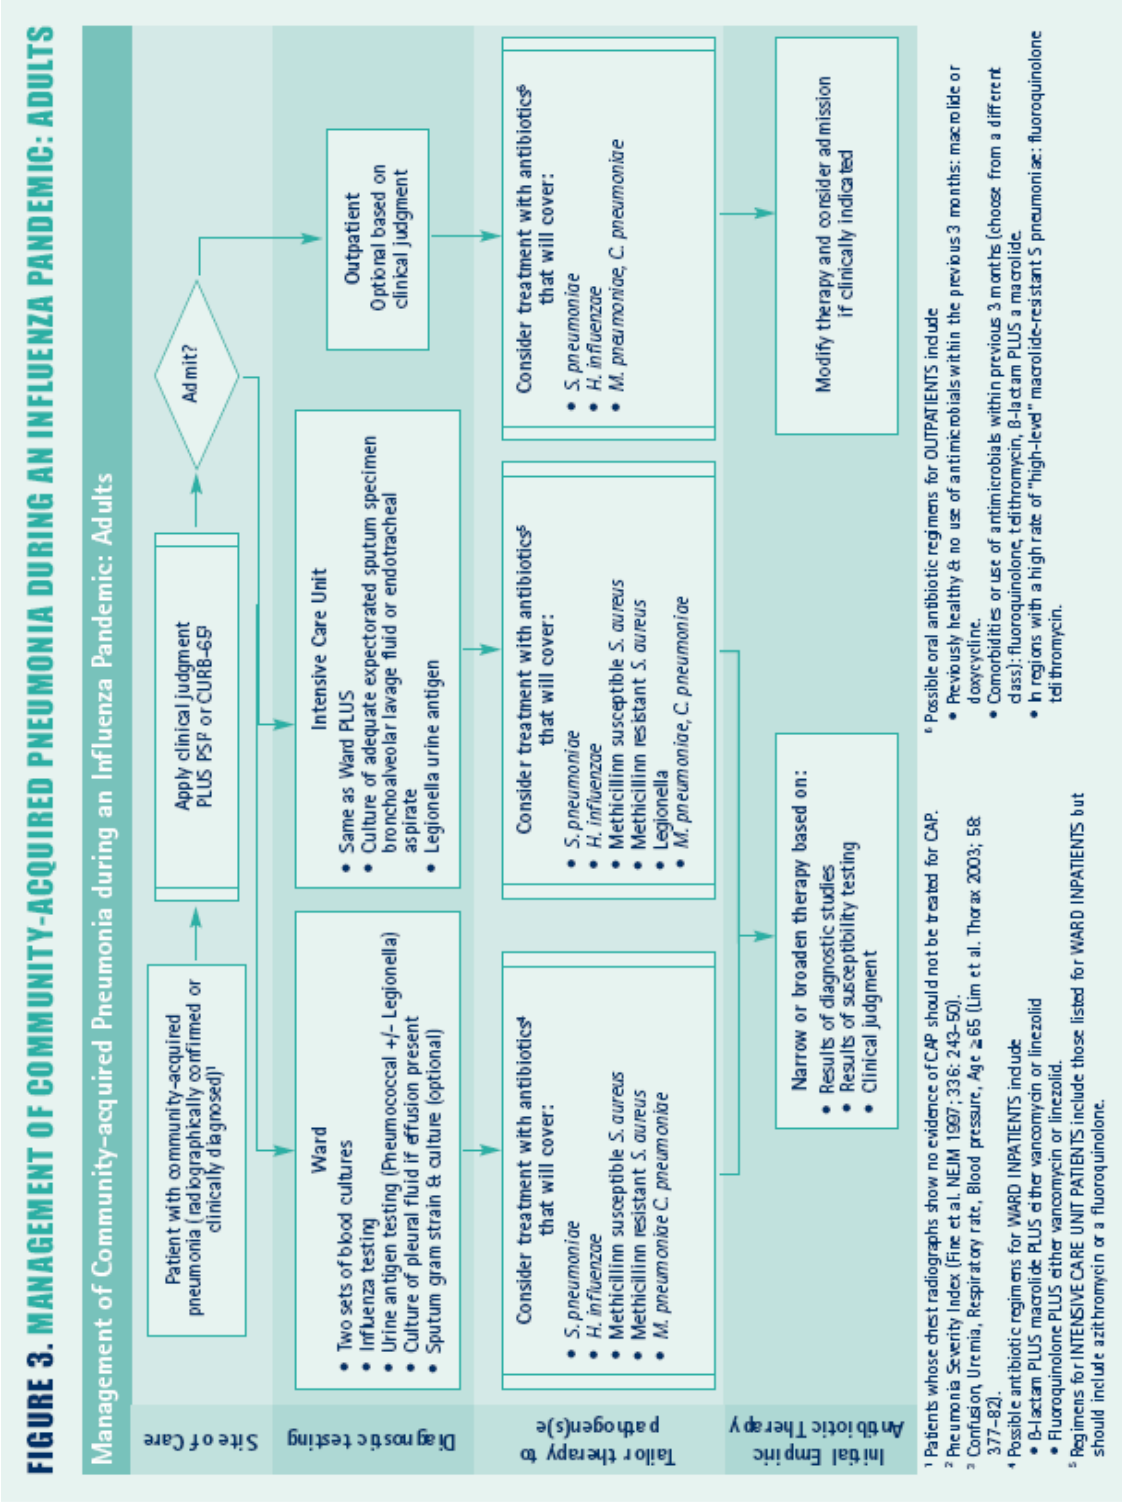 FIGURE 3. MANAGEMENT OF COMMUNITY-ACQUIRED PNEUMONIA DURING AN INFLUENZA PANDEMIC: ADULTS
Management of Community-acquired Pneumonia during an Influenza Pandemic: Adults
Site of Care
Patient with community-acquired
pneumonia (radiographically confirmed or
clinically diagnosed)¹
Apply clinical judgment
PLUS PSI² or CURB-65³
Admit?
Diagnostic testing
Ward
• Two sets of blood cultures
• Influenza testing
• Urine antigen testing (Pneumococcal +/- Legionella)
• Culture of pleural fluid if effusion present
• Sputum gram strain & culture (optional)
Intensive Care Unit
• Same as Ward PLUS
• Culture of adequate expectorated sputum specimen
bronchoalveolar lavage fluid or endotracheal
aspirate
• Legionella urine antigen
Outpatient
Optional based on
clinical judgment
Tailor therapy to
pathogen(s)e
Consider treatment with antibiotics⁴
that will cover:
• S. pneumoniae
• H. influenzae
• Methicillinn susceptible S. aureus
• Methicillinn resistant S. aureus
• M. pneumoniae C. pneumoniae
Consider treatment with antibiotics⁵
that will cover:
• S. pneumoniae
• H. influenzae
• Methicillinn susceptible S. aureus
• Methicillinn resistant S. aureus
• Legionella
• M. pneumoniae, C. pneumoniae
Consider treatment with antibiotics⁶
that will cover:
• S. pneumoniae
• H. influenzae
• M. pneumoniae, C. pneumoniae
Initial Empiric
Antibiotic Therapy
Narrow or broaden therapy based on:
• Results of diagnostic studies
• Results of susceptibility testing
• Clinical judgment
Modify therapy and consider admission
if clinically indicated
¹ Patients whose chest radiographs show no evidence of CAP should not be treated for CAP.
² Pneumonia Severity Index (Fine et al. NEJM 1997; 336: 243-50).
³ Confusion, Uremia, Respiratory rate, Blood pressure, Age ≥65 (Lim et al. Thorax 2003; 58:
377-82).
⁴ Possible antibiotic regimes for WARD INPATIENTS include
• ß-lactam PLUS macrolide PLUS either vancomycin or linezolid
• Fluoroquinolone PLUS either vancomycin or linezolid.
⁵ Regimens for INTENSIVE CARE UNIT PATIENTS include those listed for WARD INPATIENTS but
should include azithromycin or a fluoroquinolone.
⁶ Possible oral antibiotic regimens for OUTPATIENTS include
• Previously healthy & no use of antimicrobials within the previous 3 months: macrolide or
doxycycline.
• Comorbidities or use of antimicrobials within previous 3 months (choose from a different
class): fluoroquinolone, telithromycin, ß-lactam PLUS a macrolide.
• In regions with a high rate of "high-level" macrolide-resistant S pneumoniae: fluoroquinolone
telithromycin.